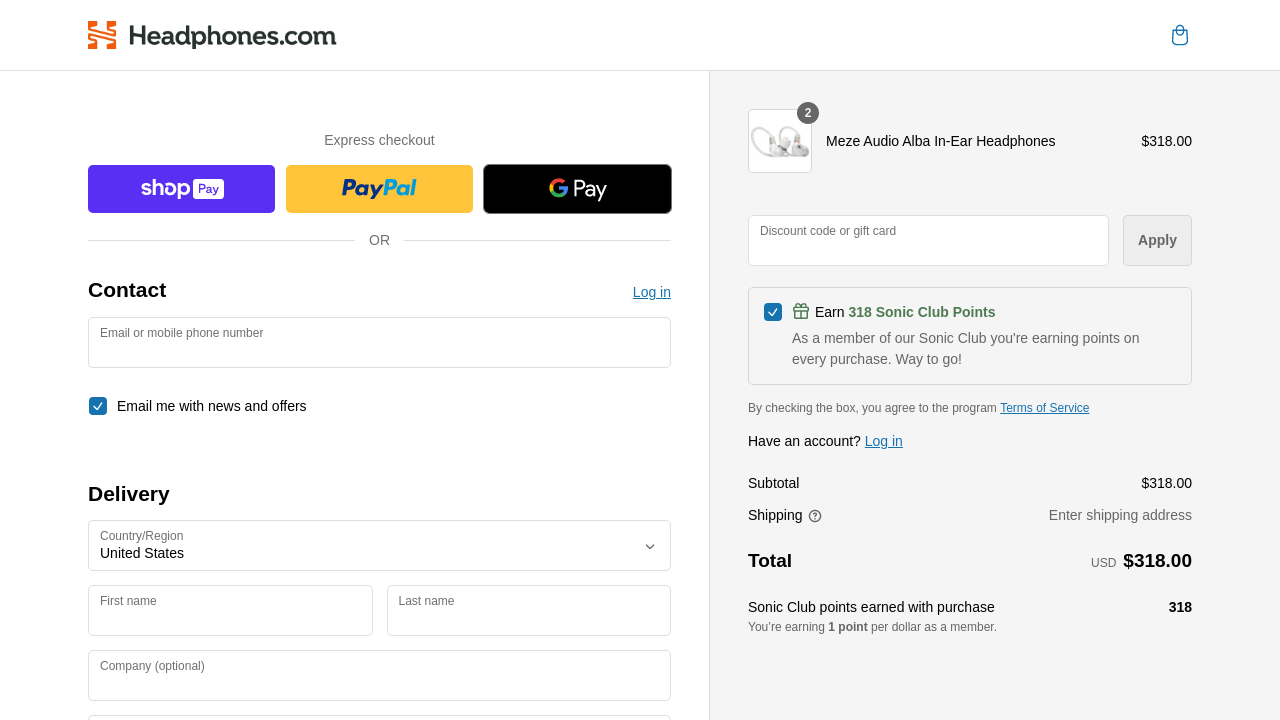 Headphones.com
Express checkout
shop Pay
PayPal
G Pay
OR
Contact
Log in
Email or mobile phone number
Email me with news and offers
Delivery
Country/Region
United States
First name
Last name
Company (optional)
2
Meze Audio Alba In-Ear Headphones
$318.00
Discount code or gift card
Apply
Earn 318 Sonic Club Points
As a member of our Sonic Club you're earning points on
every purchase. Way to go!
By checking the box, you agree to the program Terms of Service
Have an account? Log in
Subtotal
$318.00
Shipping
Enter shipping address
Total
USD $318.00
Sonic Club points earned with purchase
318
You’re earning 1 point per dollar as a member.